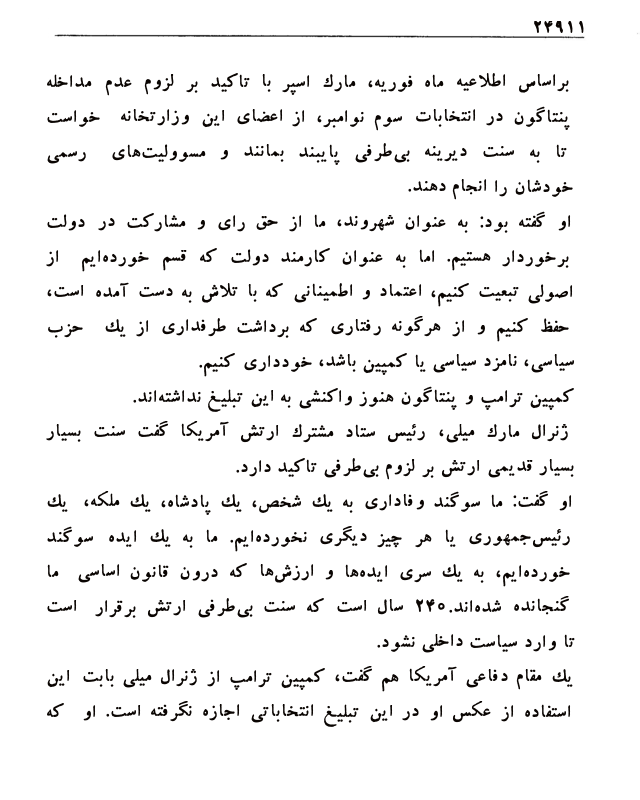 ۲۴۹۱۱
براساس اطلاعیه ماه فوریه، مارك اسپر با تاکید بر لزوم عدم مداخله
پنتاگون در انتخابات سوم نوامبر، از اعضای این وزارتخانه خواست
تا به سنت دیرینه بی‌طرفی پایبند بمانند و مسوولیت‌های رسمی
خودشان را انجام دهند.
او گفته بود: به عنوان شهروند، ما از حق رای و مشارکت در دولت
برخوردار هستیم. اما به عنوان کارمند دولت که قسم خورده‌ایم از
اصولی تبعیت کنیم، اعتماد و اطمینانی که با تلاش به دست آمده است،
حفظ کنیم و از هرگونه رفتاری که برداشت طرفداری از یك حزب
سیاسی، نامزد سیاسی یا کمپین باشد، خودداری کنیم.
کمپین ترامپ و پنتاگون هنوز واکنشی به این تبلیغ نداشته‌اند.
ژنرال مارك میلی، رئیس ستاد مشترك ارتش آمریکا گفت سنت بسیار
بسیار قدیمی ارتش بر لزوم بی‌طرفی تاکید دارد.
او گفت: ما سوگند وفاداری به یك شخص، یك پادشاه، یك ملکه، یك
رئیس‌جمهوری یا هر چیز دیگری نخورده‌ایم. ما به یك ایده سوگند
خورده‌ایم، به یك سری ایده‌ها و ارزش‌ها که درون قانون اساسی ما
گنجانده شده‌اند. ۲۴۰ سال است که سنت بی‌طرفی ارتش برقرار است
تا وارد سیاست داخلی نشود.
یك مقام دفاعی آمریکا هم گفت، کمپین ترامپ از ژنرال میلی بابت این
استفاده از عکس او در این تبلیغ انتخاباتی اجازه نگرفته است. او که